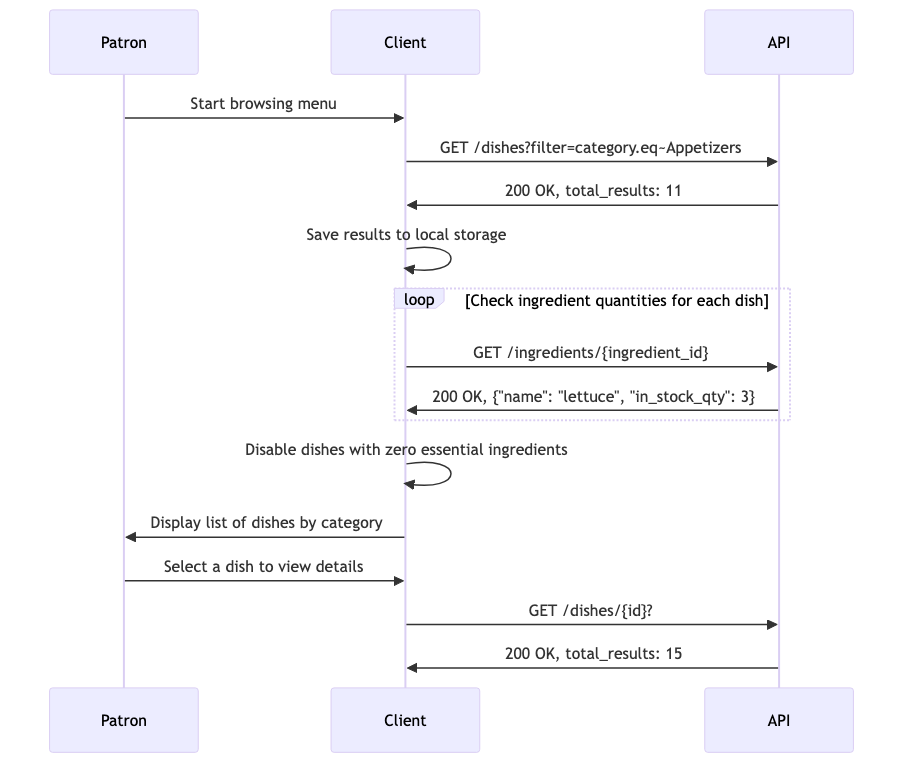 Patron
Client
API
Start browsing menu
GET /dishes?filter=category.eq~Appetizers
200 OK, total_results: 11
Save results to local storage
loop
[Check ingredient quantities for each dish]
GET /ingredients/{ingredient_id}
200 OK, {"name": "lettuce", "in_stock_qty": 3}
Disable dishes with zero essential ingredients
Display list of dishes by category
Select a dish to view details
GET /dishes/{id}?
200 OK, total_results: 15
Patron
Client
API